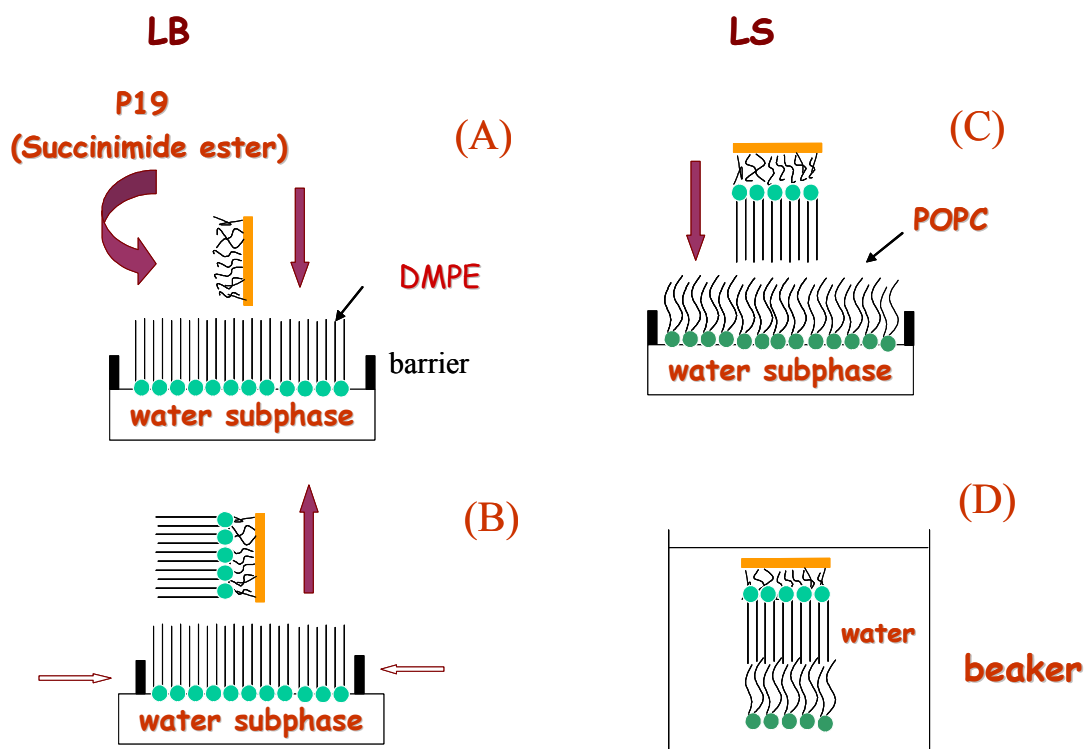 LB
P19
(Succinimide ester)
(A)
DMPE
barrier
water subphase
(B)
water subphase
LS
(C)
POPC
water subphase
(D)
water
beaker